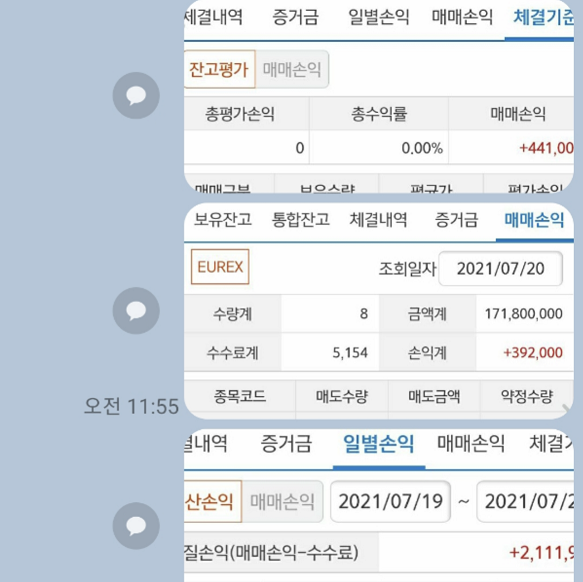 체결내역 증거금 일별손익 매매손익 체결기준
잔고평가 매매손익
총평가손익 총수익률 매매손익
0 0.00% +441,00
매매구분 보유수량 평균가 평가손익
보유잔고 통합잔고 체결내역 증거금 매매손익
EUREX 조회일자 2021/07/20
수량계 8 금액계 171,800,000
수수료계 5,154 손익계 +392,000
종목코드 매도수량 매도금액 약정수량
오전 11:55
결내역 증거금 일별손익 매매손익 체결기
산손익 매매손익 2021/07/19 ~ 2021/07/2
질손익(매매손익-수수료) +2,111,9